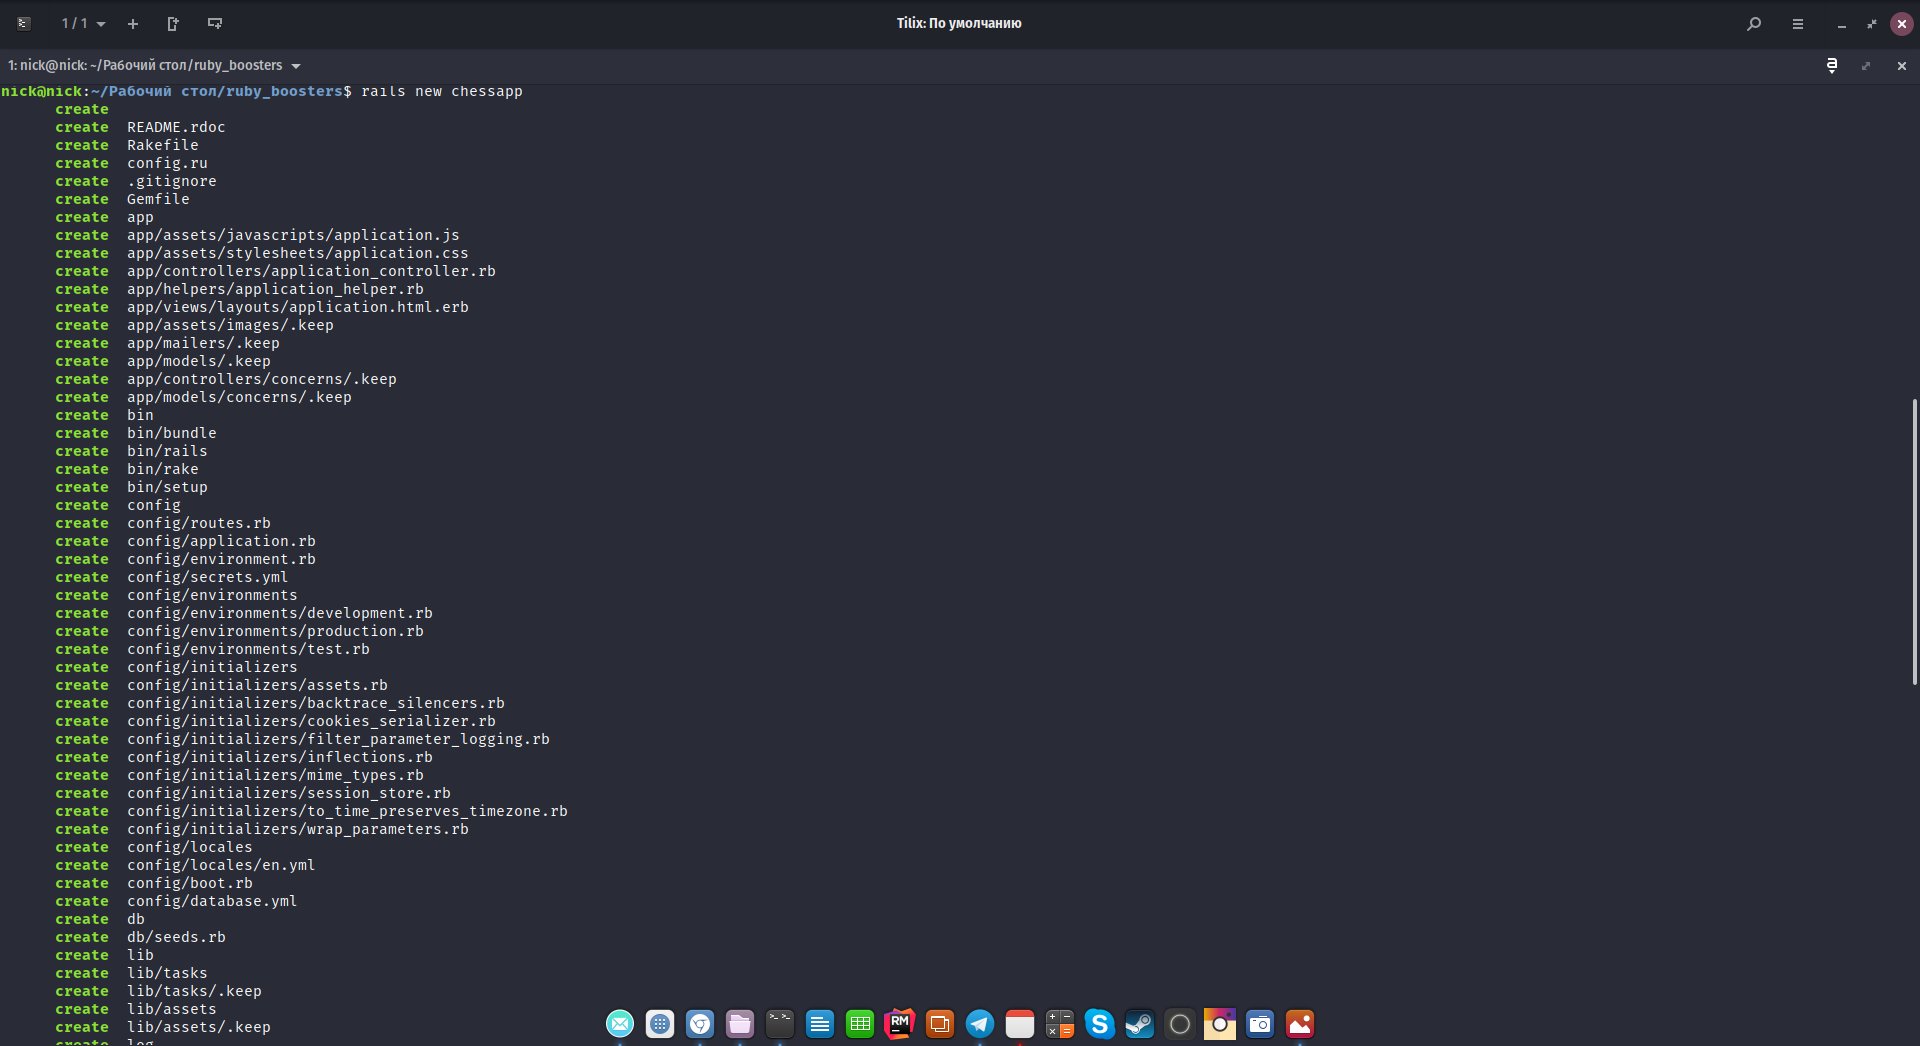 1 / 1
Tilix: По умолчанию
1: nick@nick: ~/Рабочий стол/ruby_boosters
nick@nick:~/Рабочий стол/ruby_boosters$ rails new chessapp
create
create README.rdoc
create Rakefile
create config.ru
create .gitignore
create Gemfile
create app
create app/assets/javascripts/application.js
create app/assets/stylesheets/application.css
create app/controllers/application_controller.rb
create app/helpers/application_helper.rb
create app/views/layouts/application.html.erb
create app/assets/images/.keep
create app/mailers/.keep
create app/models/.keep
create app/controllers/concerns/.keep
create app/models/concerns/.keep
create bin
create bin/bundle
create bin/rails
create bin/rake
create bin/setup
create config
create config/routes.rb
create config/application.rb
create config/environment.rb
create config/secrets.yml
create config/environments
create config/environments/development.rb
create config/environments/production.rb
create config/environments/test.rb
create config/initializers
create config/initializers/assets.rb
create config/initializers/backtrace_silencers.rb
create config/initializers/cookies_serializer.rb
create config/initializers/filter_parameter_logging.rb
create config/initializers/inflections.rb
create config/initializers/mime_types.rb
create config/initializers/session_store.rb
create config/initializers/to_time_preserves_timezone.rb
create config/initializers/wrap_parameters.rb
create config/locales
create config/locales/en.yml
create config/boot.rb
create config/database.yml
create db
create db/seeds.rb
create lib
create lib/tasks
create lib/tasks/.keep
create lib/assets
create lib/assets/.keep
create log
RM